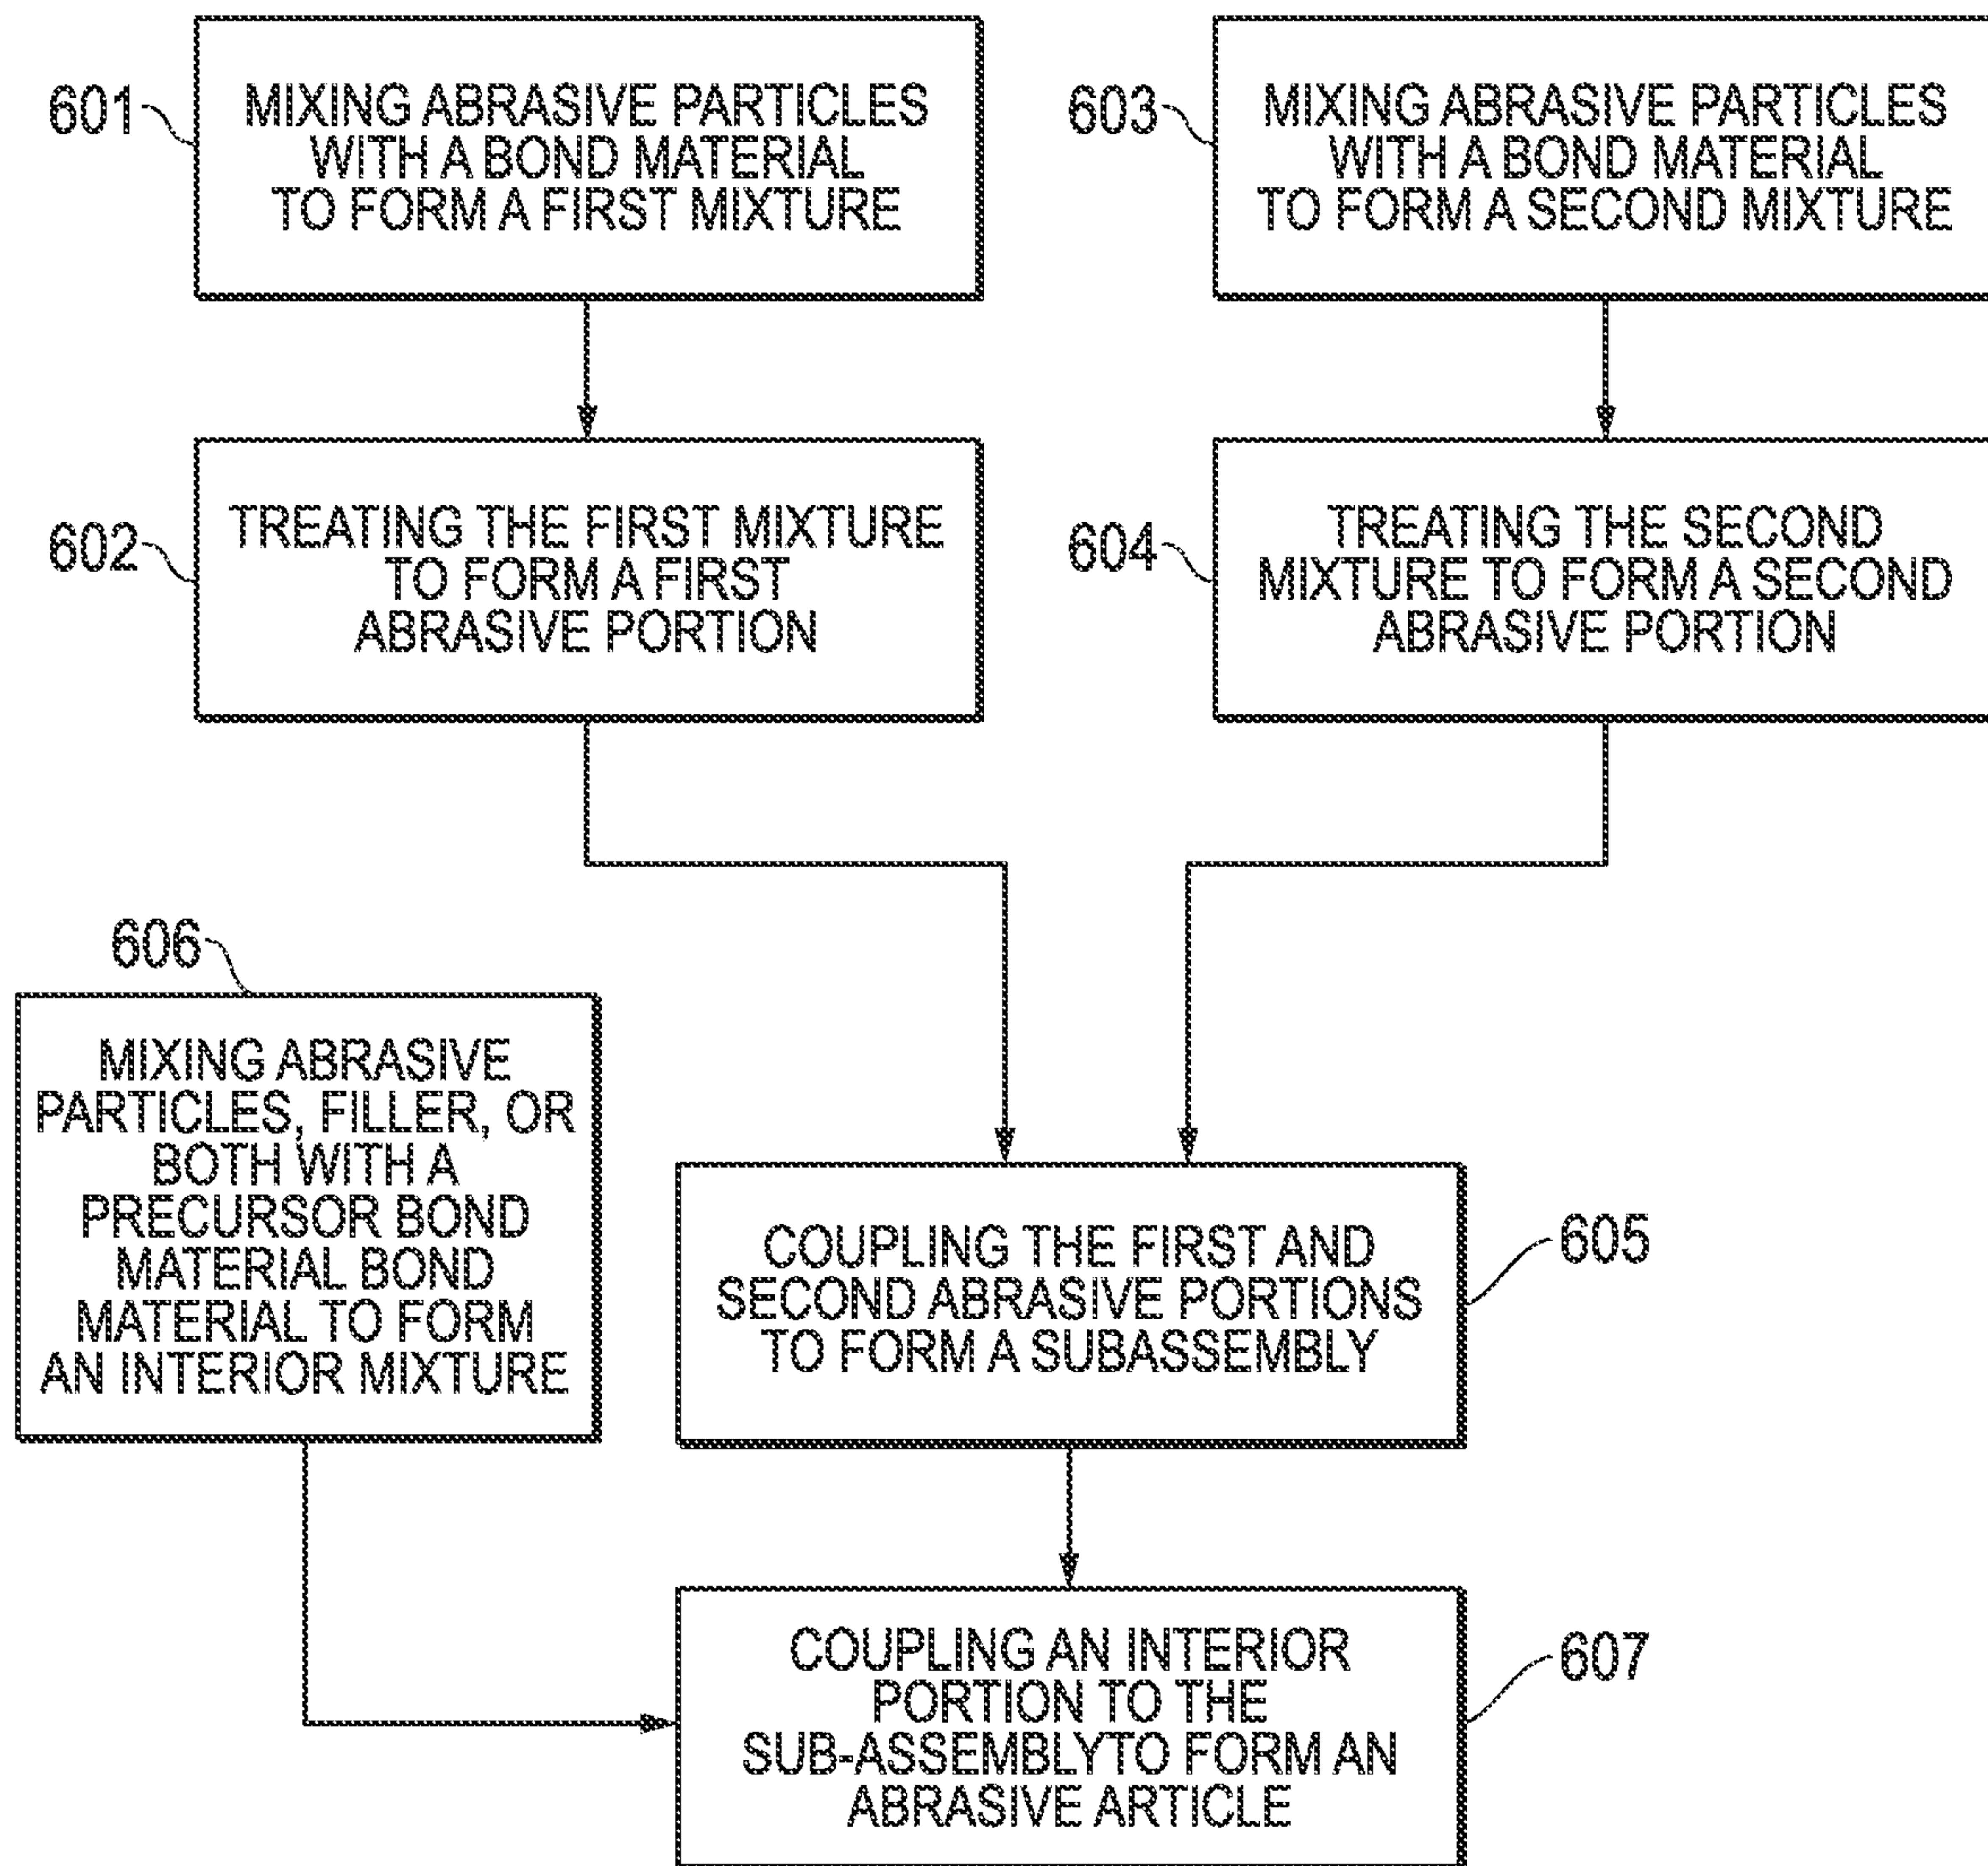 601
MIXING ABRASIVE PARTICLES
WITH A BOND MATERIAL
TO FORM A FIRST MIXTURE
603
MIXING ABRASIVE PARTICLES
WITH A BOND MATERIAL
TO FORM A SECOND MIXTURE
602
TREATING THE FIRST MIXTURE
TO FORM A FIRST
ABRASIVE PORTION
604
TREATING THE SECOND
MIXTURE TO FORM A SECOND
ABRASIVE PORTION
606
MIXING ABRASIVE
PARTICLES, FILLER, OR
BOTH WITH A
PRECURSOR BOND
MATERIAL BOND
MATERIAL TO FORM
AN INTERIOR MIXTURE
COUPLING THE FIRST AND
SECOND ABRASIVE PORTIONS
TO FORM A SUBASSEMBLY
605
COUPLING AN INTERIOR
PORTION TO THE
SUB-ASSEMBLYTO FORM AN
ABRASIVE ARTICLE
607